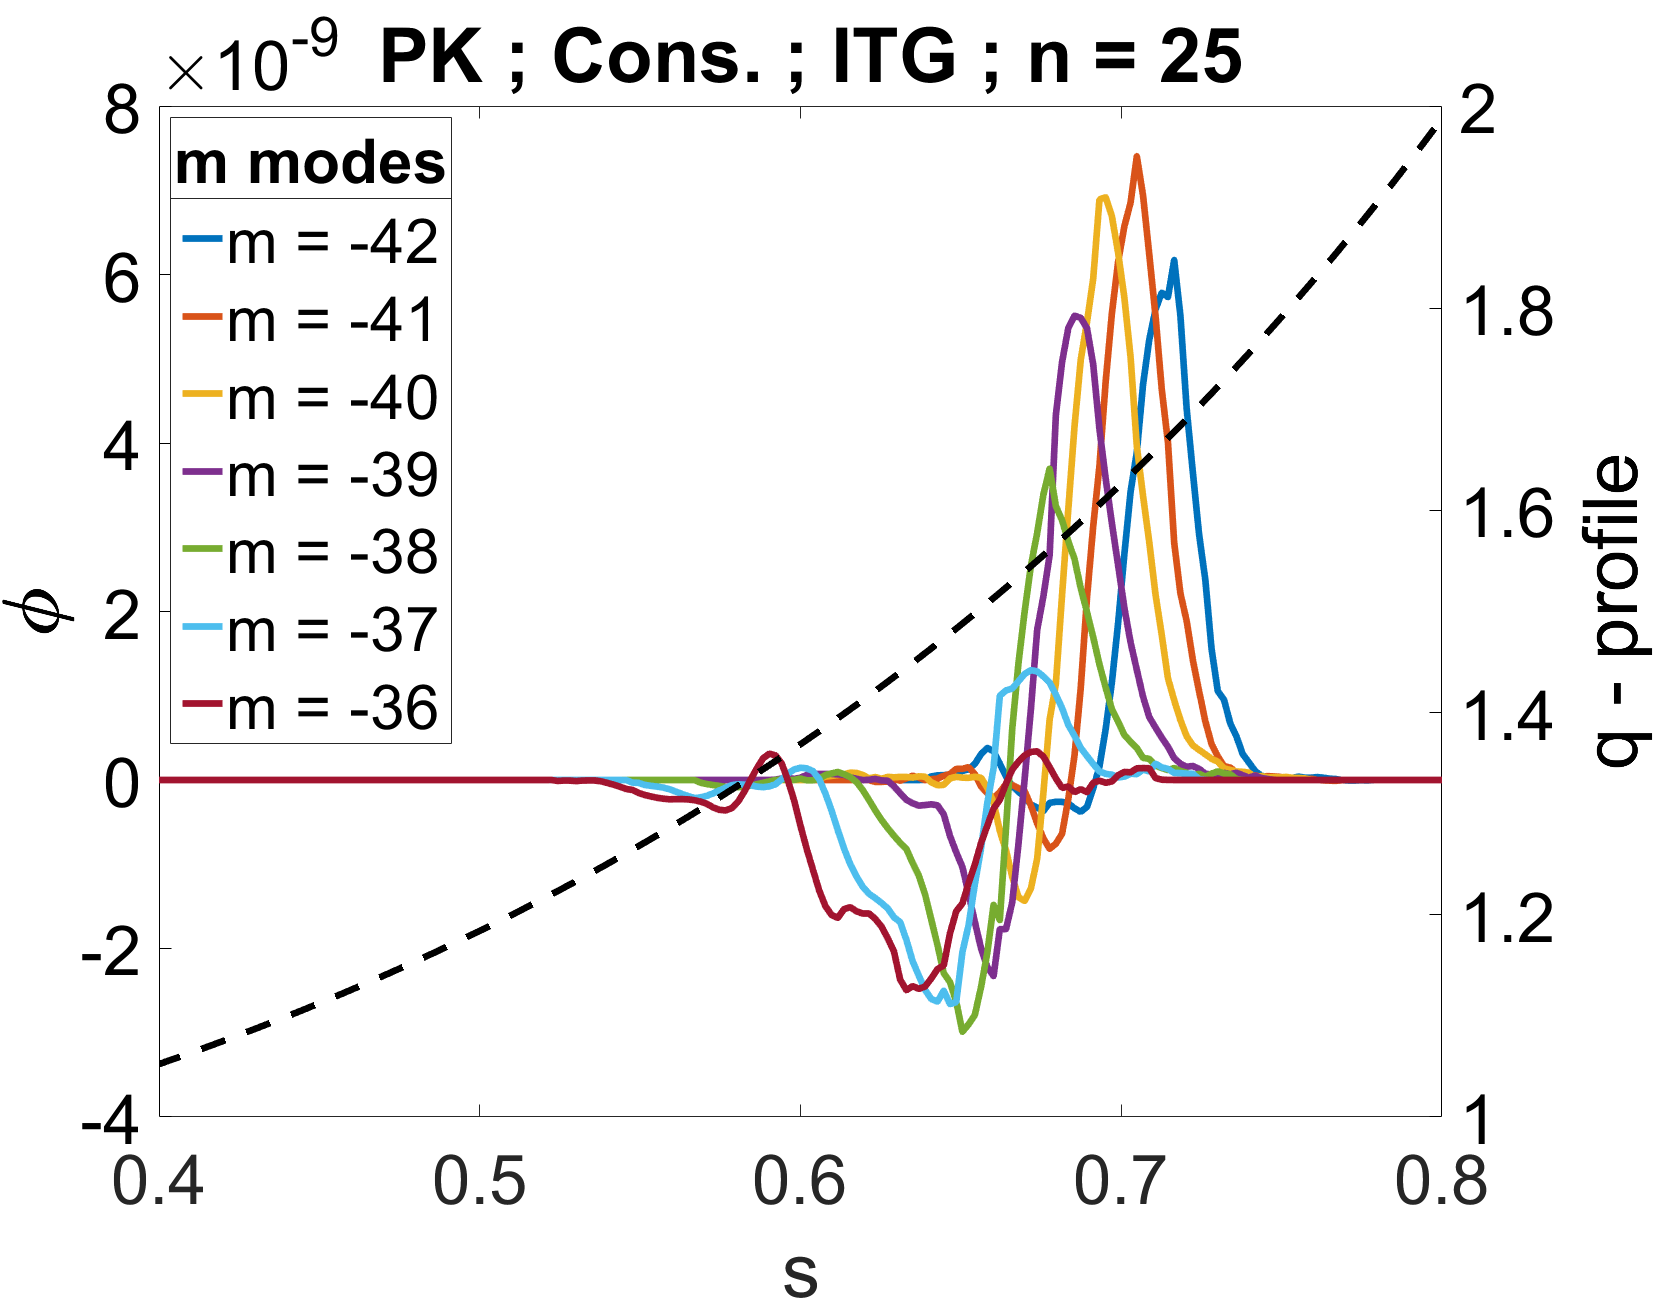 ×10-9 PK ; Cons. ; ITG ; n = 25
m modes
m = -42
m = -41
m = -40
m = -39
m = -38
m = -37
m = -36
8
6
4
2
0
-2
-4
ϕ
0.4 0.5 0.6 0.7 0.8
s
2
1.8
1.6
1.4
1.2
1
q - profile